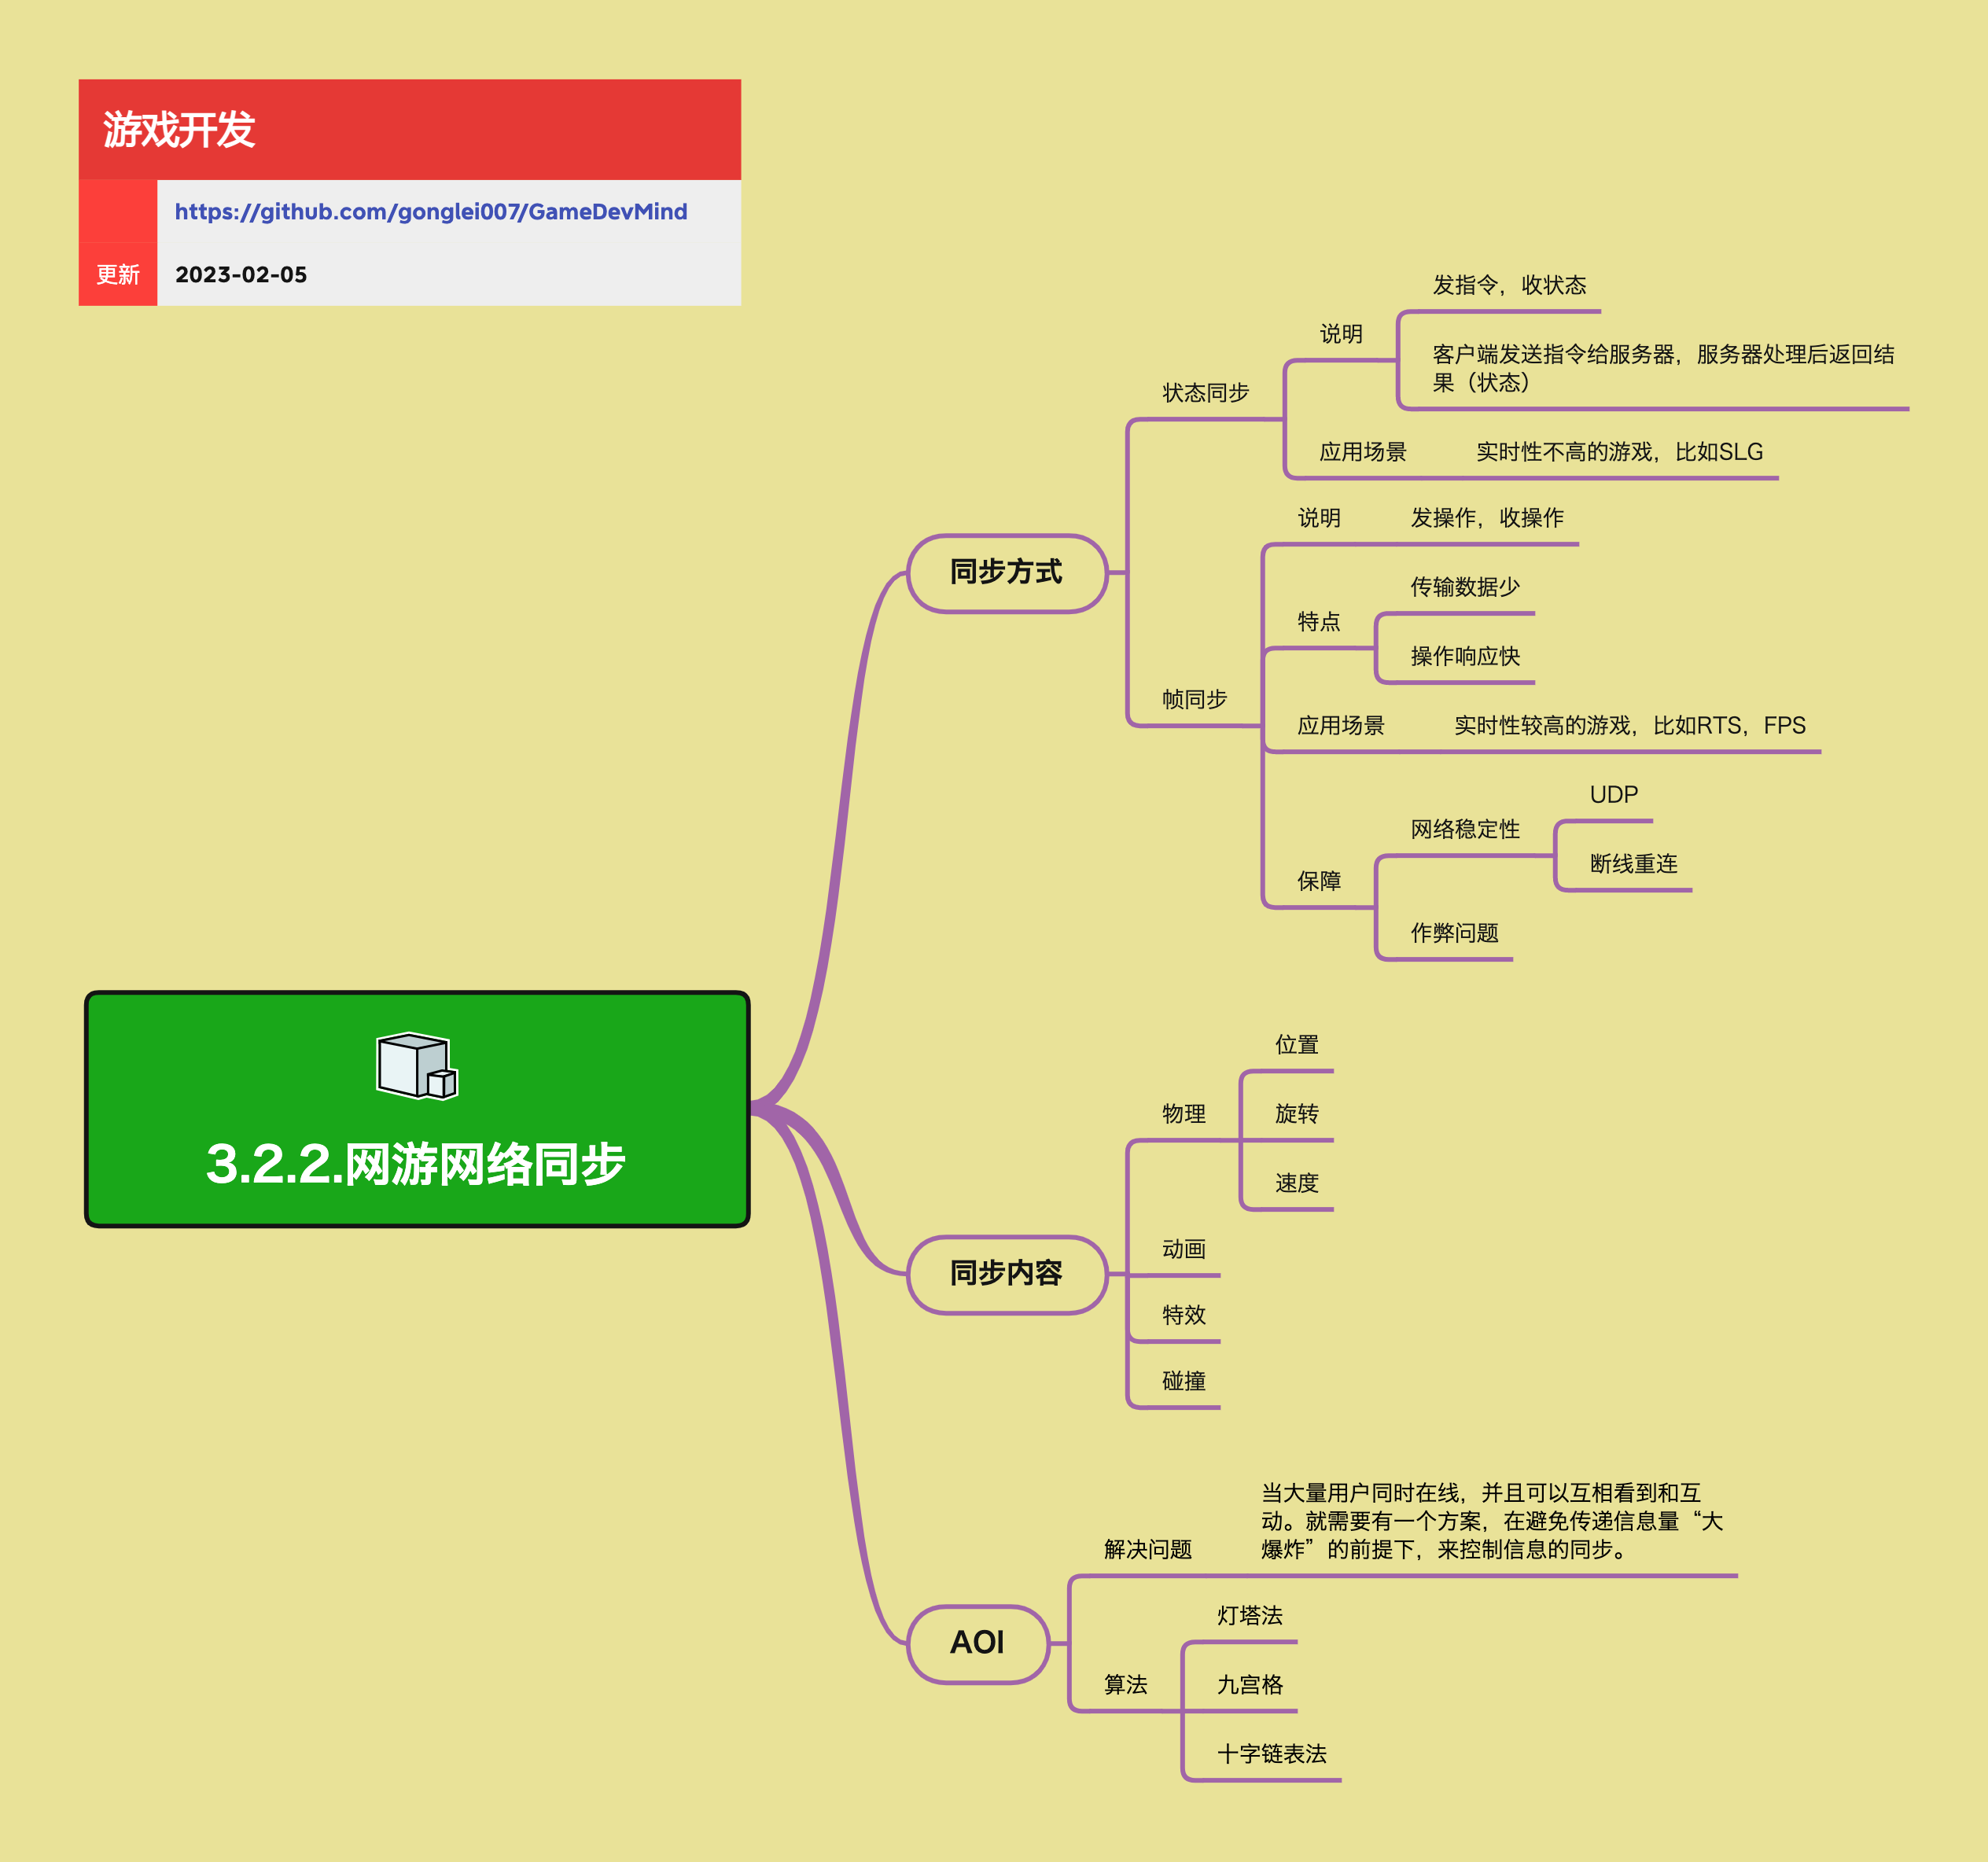 游戏开发
https://github.com/gonglei007/GameDevMind
更新 2023-02-05
3.2.2.网游网络同步
同步方式
状态同步
说明
发指令，收状态
客户端发送指令给服务器，服务器处理后返回结
果（状态）
应用场景 实时性不高的游戏，比如SLG
帧同步
说明 发操作，收操作
特点
传输数据少
操作响应快
应用场景 实时性较高的游戏，比如RTS，FPS
保障
网络稳定性
UDP
断线重连
作弊问题
同步内容
物理
位置
旋转
速度
动画
特效
碰撞
AOI
解决问题
当大量用户同时在线，并且可以互相看到和互
动。就需要有一个方案，在避免传递信息量“大
爆炸”的前提下，来控制信息的同步。
算法
灯塔法
九宫格
十字链表法